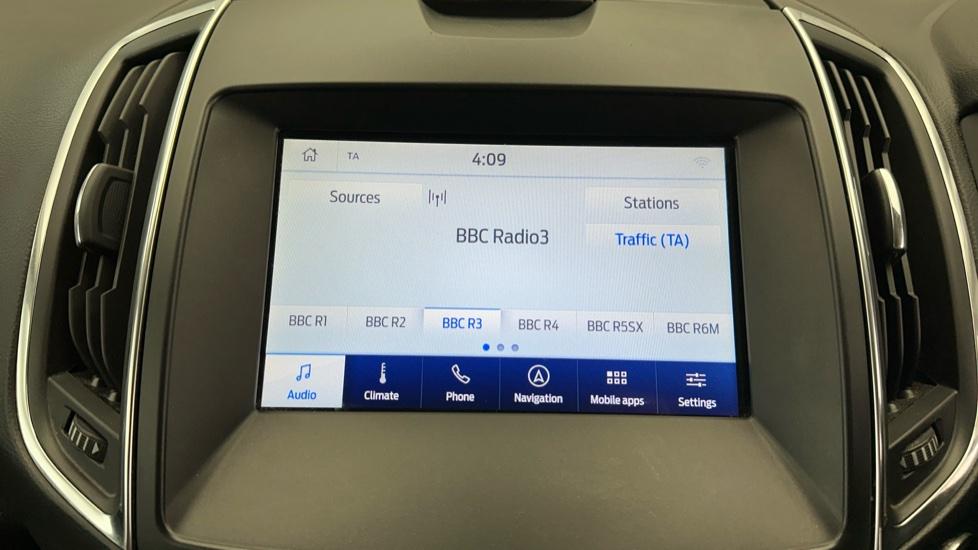 TA 4:09
Sources Stations
BBC Radio3 Traffic (TA)
BBC R1 BBC R2 BBC R3 BBC R4 BBC R5SX BBC R6M
Audio Climate Phone Navigation Mobile apps Settings